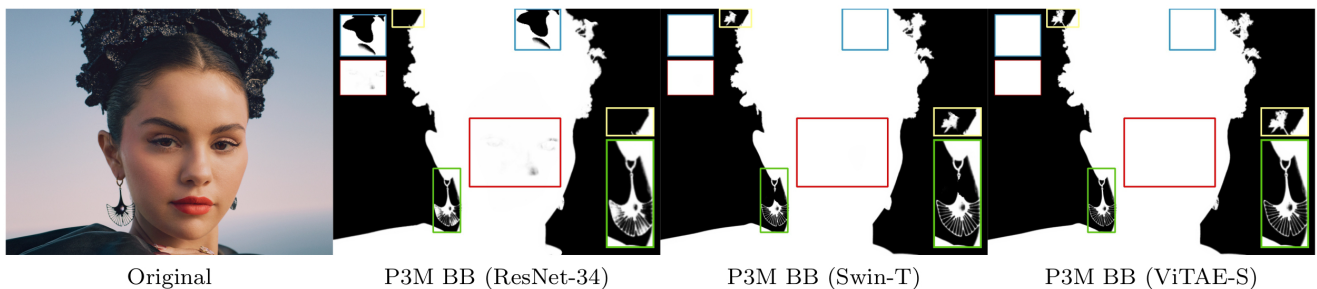 Original
P3M BB (ResNet-34)
P3M BB (Swin-T)
P3M BB (ViTAE-S)